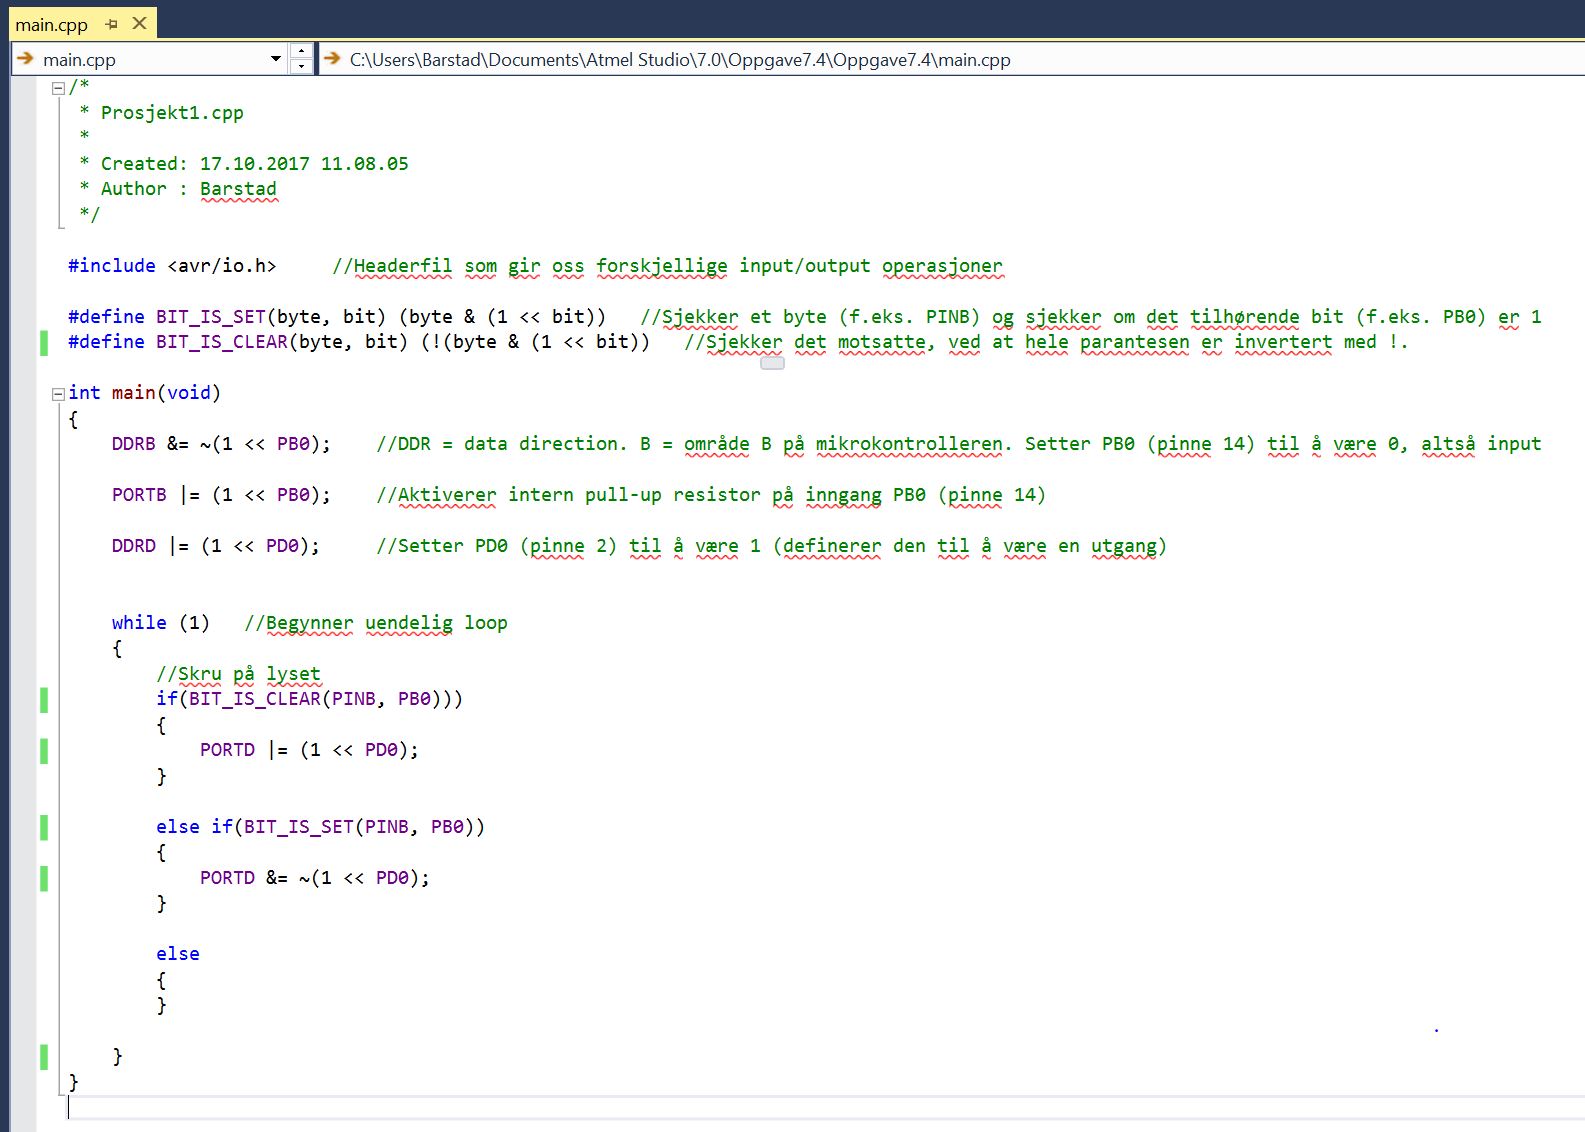 main.cpp
main.cpp C:\Users\Barstad\Documents\Atmel Studio\7.0\Oppgave7.4\Oppgave7.4\main.cpp
/*
 * Prosjekt1.cpp
 *
 * Created: 17.10.2017 11.08.05
 * Author : Barstad
 */
#include <avr/io.h>     //Headerfil som gir oss forskjellige input/output operasjoner
#define BIT_IS_SET(byte, bit) (byte & (1 << bit))   //Sjekker et byte (f.eks. PINB) og sjekker om det tilhørende bit (f.eks. PB0) er 1
#define BIT_IS_CLEAR(byte, bit) (!(byte & (1 << bit))   //Sjekker det motsatte, ved at hele parantesen er invertert med !.
int main(void)
{
    DDRB &= ~(1 << PB0);    //DDR = data direction. B = område B på mikrokontrolleren. Setter PB0 (pinne 14) til å være 0, altså input
    PORTB |= (1 << PB0);    //Aktiverer intern pull-up resistor på inngang PB0 (pinne 14)
    DDRD |= (1 << PD0);     //Setter PD0 (pinne 2) til å være 1 (definerer den til å være en utgang)
    while (1)   //Begynner uendelig loop
    {
        //Skru på lyset
        if(BIT_IS_CLEAR(PINB, PB0)))
        {
            PORTD |= (1 << PD0);
        }
        else if(BIT_IS_SET(PINB, PB0))
        {
            PORTD &= ~(1 << PD0);
        }
        else
        {
        }
    }
}